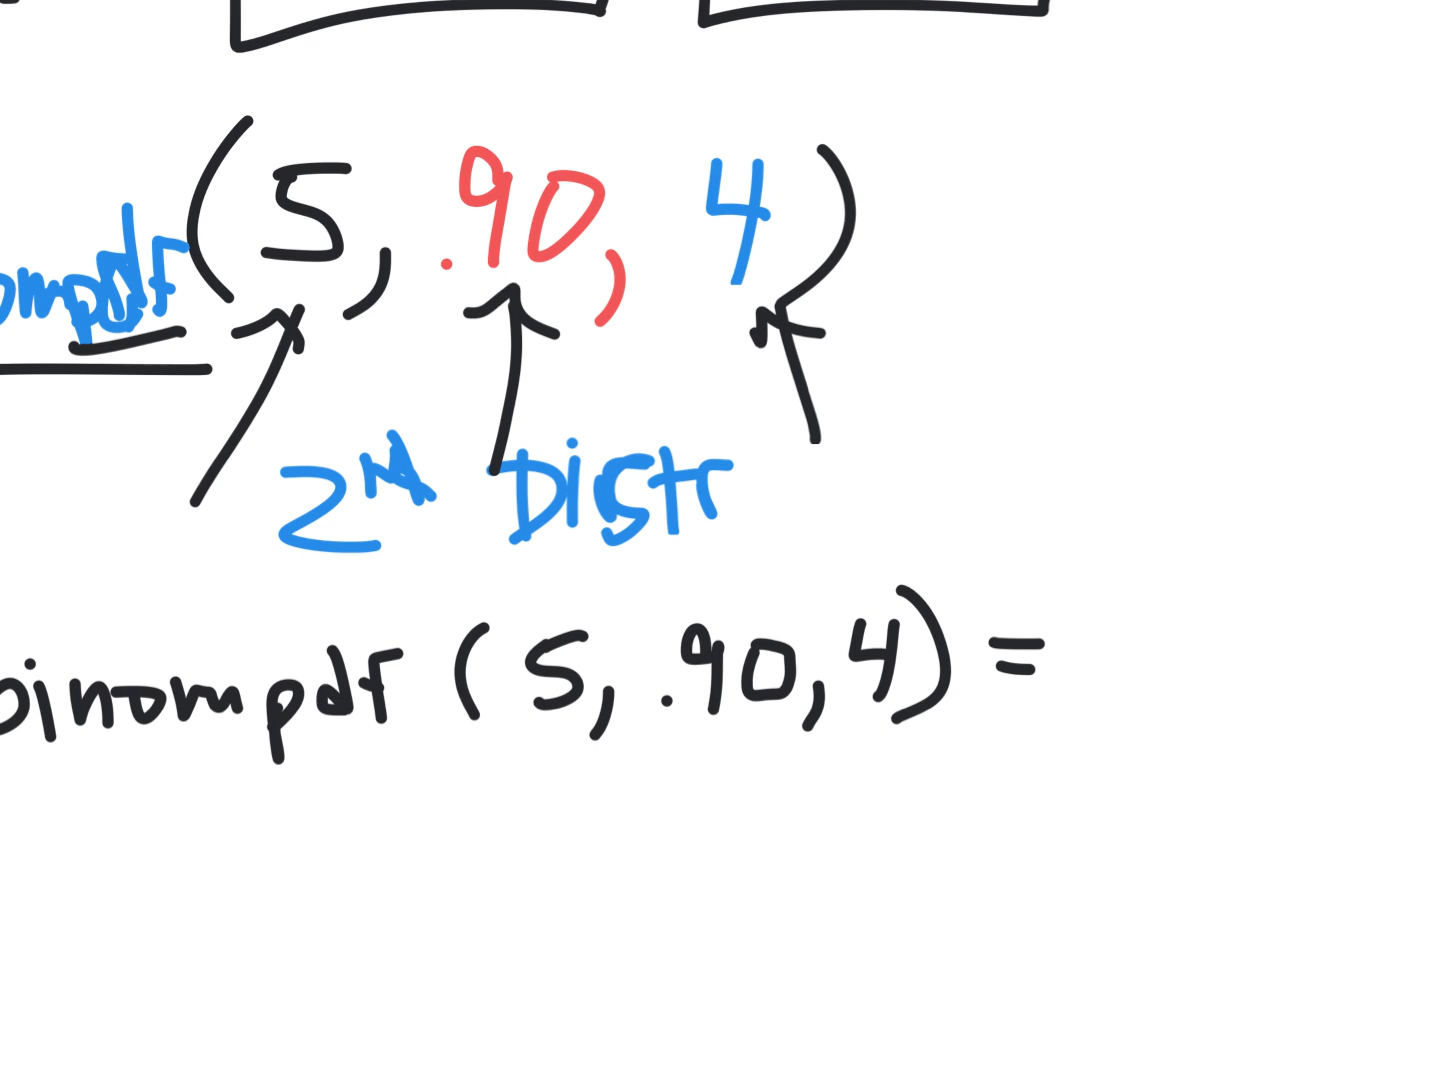 ompdf (5, .90, 4)
2nd Distr
binompdf (5, .90, 4) =